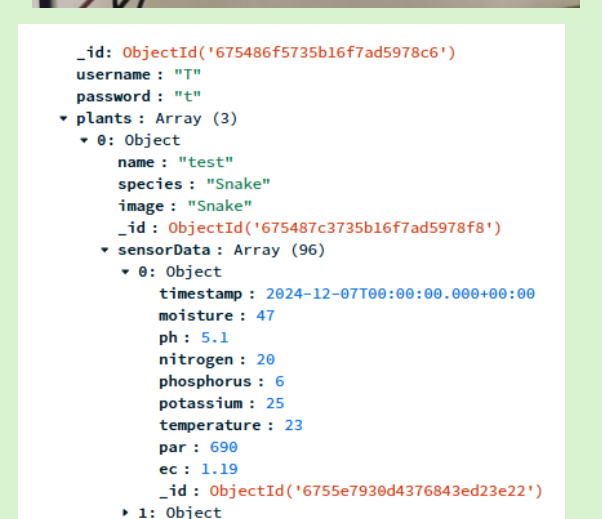 _id: ObjectId('675486f5735b16f7ad5978c6')
username : "T"
password : "t"
▾ plants : Array (3)
▾ 0: Object
name : "test"
species : "Snake"
image : "Snake"
_id : ObjectId('675487c3735b16f7ad5978f8')
▾ sensorData : Array (96)
▾ 0: Object
timestamp : 2024-12-07T00:00:00.000+00:00
moisture : 47
ph : 5.1
nitrogen : 20
phosphorus : 6
potassium : 25
temperature : 23
par : 690
ec : 1.19
_id : ObjectId('6755e7930d4376843ed23e22')
▸ 1: Object